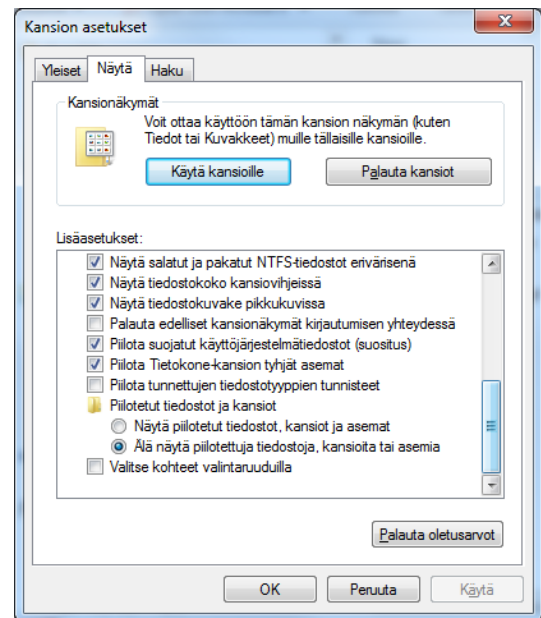 Kansion asetukset
Yleiset Näytä Haku
Kansionäkymät
Voit ottaa käyttöön tämän kansion näkymän (kuten
Tiedot tai Kuvakkeet) muille tällaisille kansioille.
Käytä kansioille Palauta kansiot
Lisäasetukset:
Näytä salatut ja pakatut NTFS-tiedostot erivärisenä
Näytä tiedostokoko kansiovihjeissä
Näytä tiedostokuvake pikkukuvissa
Palauta edelliset kansionäkymät kirjautumisen yhteydessä
Piilota suojatut käyttöjärjestelmätiedostot (suositus)
Piilota Tietokone-kansion tyhjät asemat
Piilota tunnettujen tiedostotyyppien tunnisteet
Piilotetut tiedostot ja kansiot
Näytä piilotetut tiedostot, kansiot ja asemat
Älä näytä piilotettuja tiedostoja, kansioita tai asemia
Valitse kohteet valintaruuduilla
Palauta oletusarvot
OK Peruuta Käytä